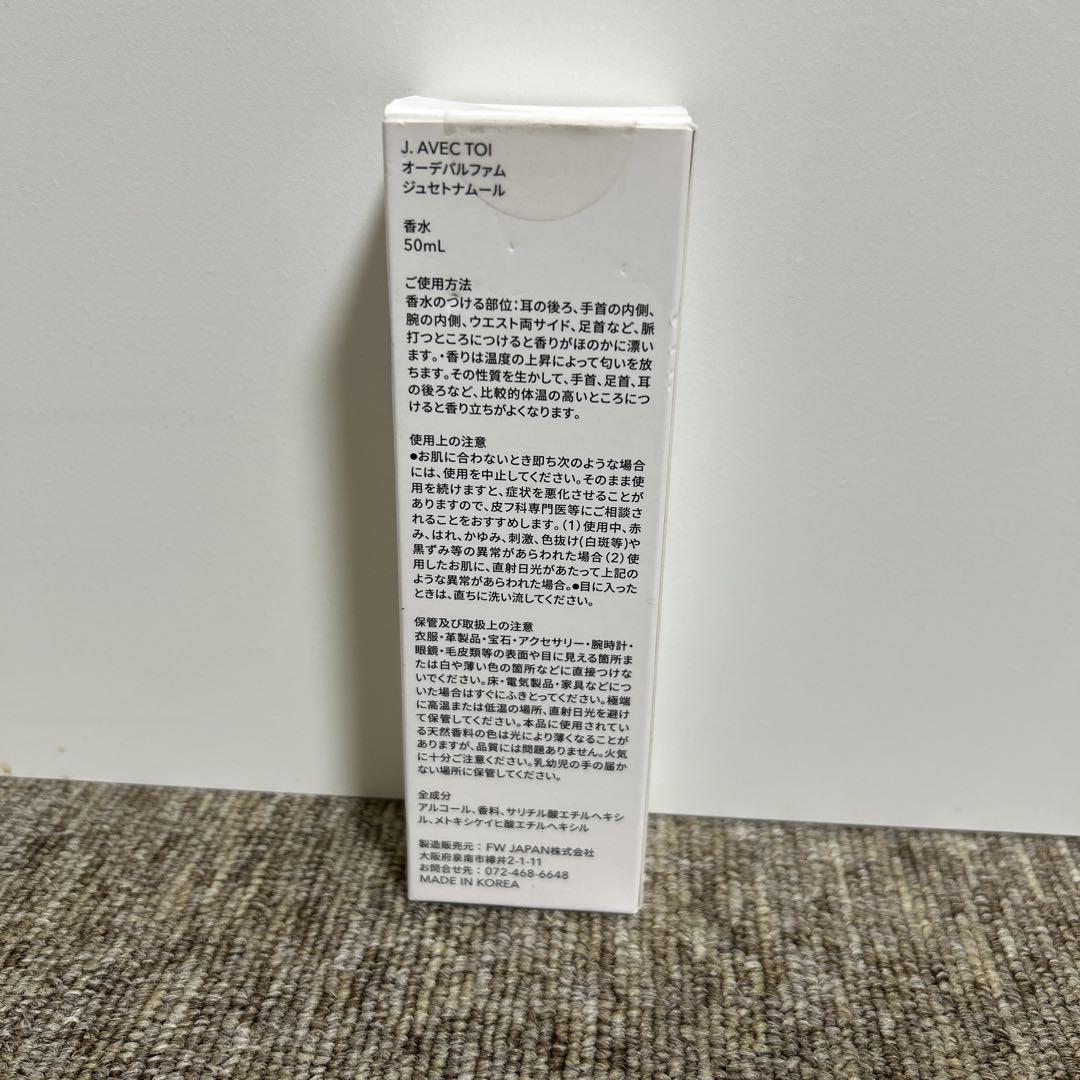 J. AVEC TOI
オーデパルファム
ジュセトナムール
香水
50mL
ご使用方法
香水のつける部位：耳の後ろ、手首の内側、
腕の内側、ウエスト両サイド、足首など、脈
打つところにつけると香りがほのかに漂い
ます。・香りは温度の上昇によって匂いを放
ちます。その性質を生かして、手首、足首、耳
の後ろなど、比較的体温の高いところにつ
けると香り立ちがよくなります。
使用上の注意
●お肌に合わないとき即ち次のような場合
には、使用を中止してください。そのまま使
用を続けますと、症状を悪化させることが
ありますので、皮フ科専門医等にご相談さ
れることをおすすめします。（1）使用中、赤
み、はれ、かゆみ、刺激、色抜け(白斑等)や
黒ずみ等の異常があらわれた場合（2）使
用したお肌に、直射日光があたって上記の
ような異常があらわれた場合。●目に入った
ときは、直ちに洗い流してください。
保管及び取扱上の注意
衣服・革製品・宝石・アクセサリー・腕時計・
眼鏡・毛皮類等の表面や目に見える箇所ま
たは白や薄い色の箇所などに直接つけな
いでください。床・電気製品・家具などにつ
いた場合はすぐにふきとってください。極端
に高温または低温の場所、直射日光を避け
て保管してください。本品に使用されてい
る天然香料の色は光により薄くなることが
ありますが、品質には問題ありません。火気
に十分ご注意ください。乳幼児の手の届か
ない場所に保管してください。
全成分
アルコール、香料、サリチル酸エチルヘキシ
ル、メトキシケイヒ酸エチルヘキシル
製造販売元：FW JAPAN株式会社
大阪府泉南市樽井2-1-11
お問合せ先：072-468-6648
MADE IN KOREA